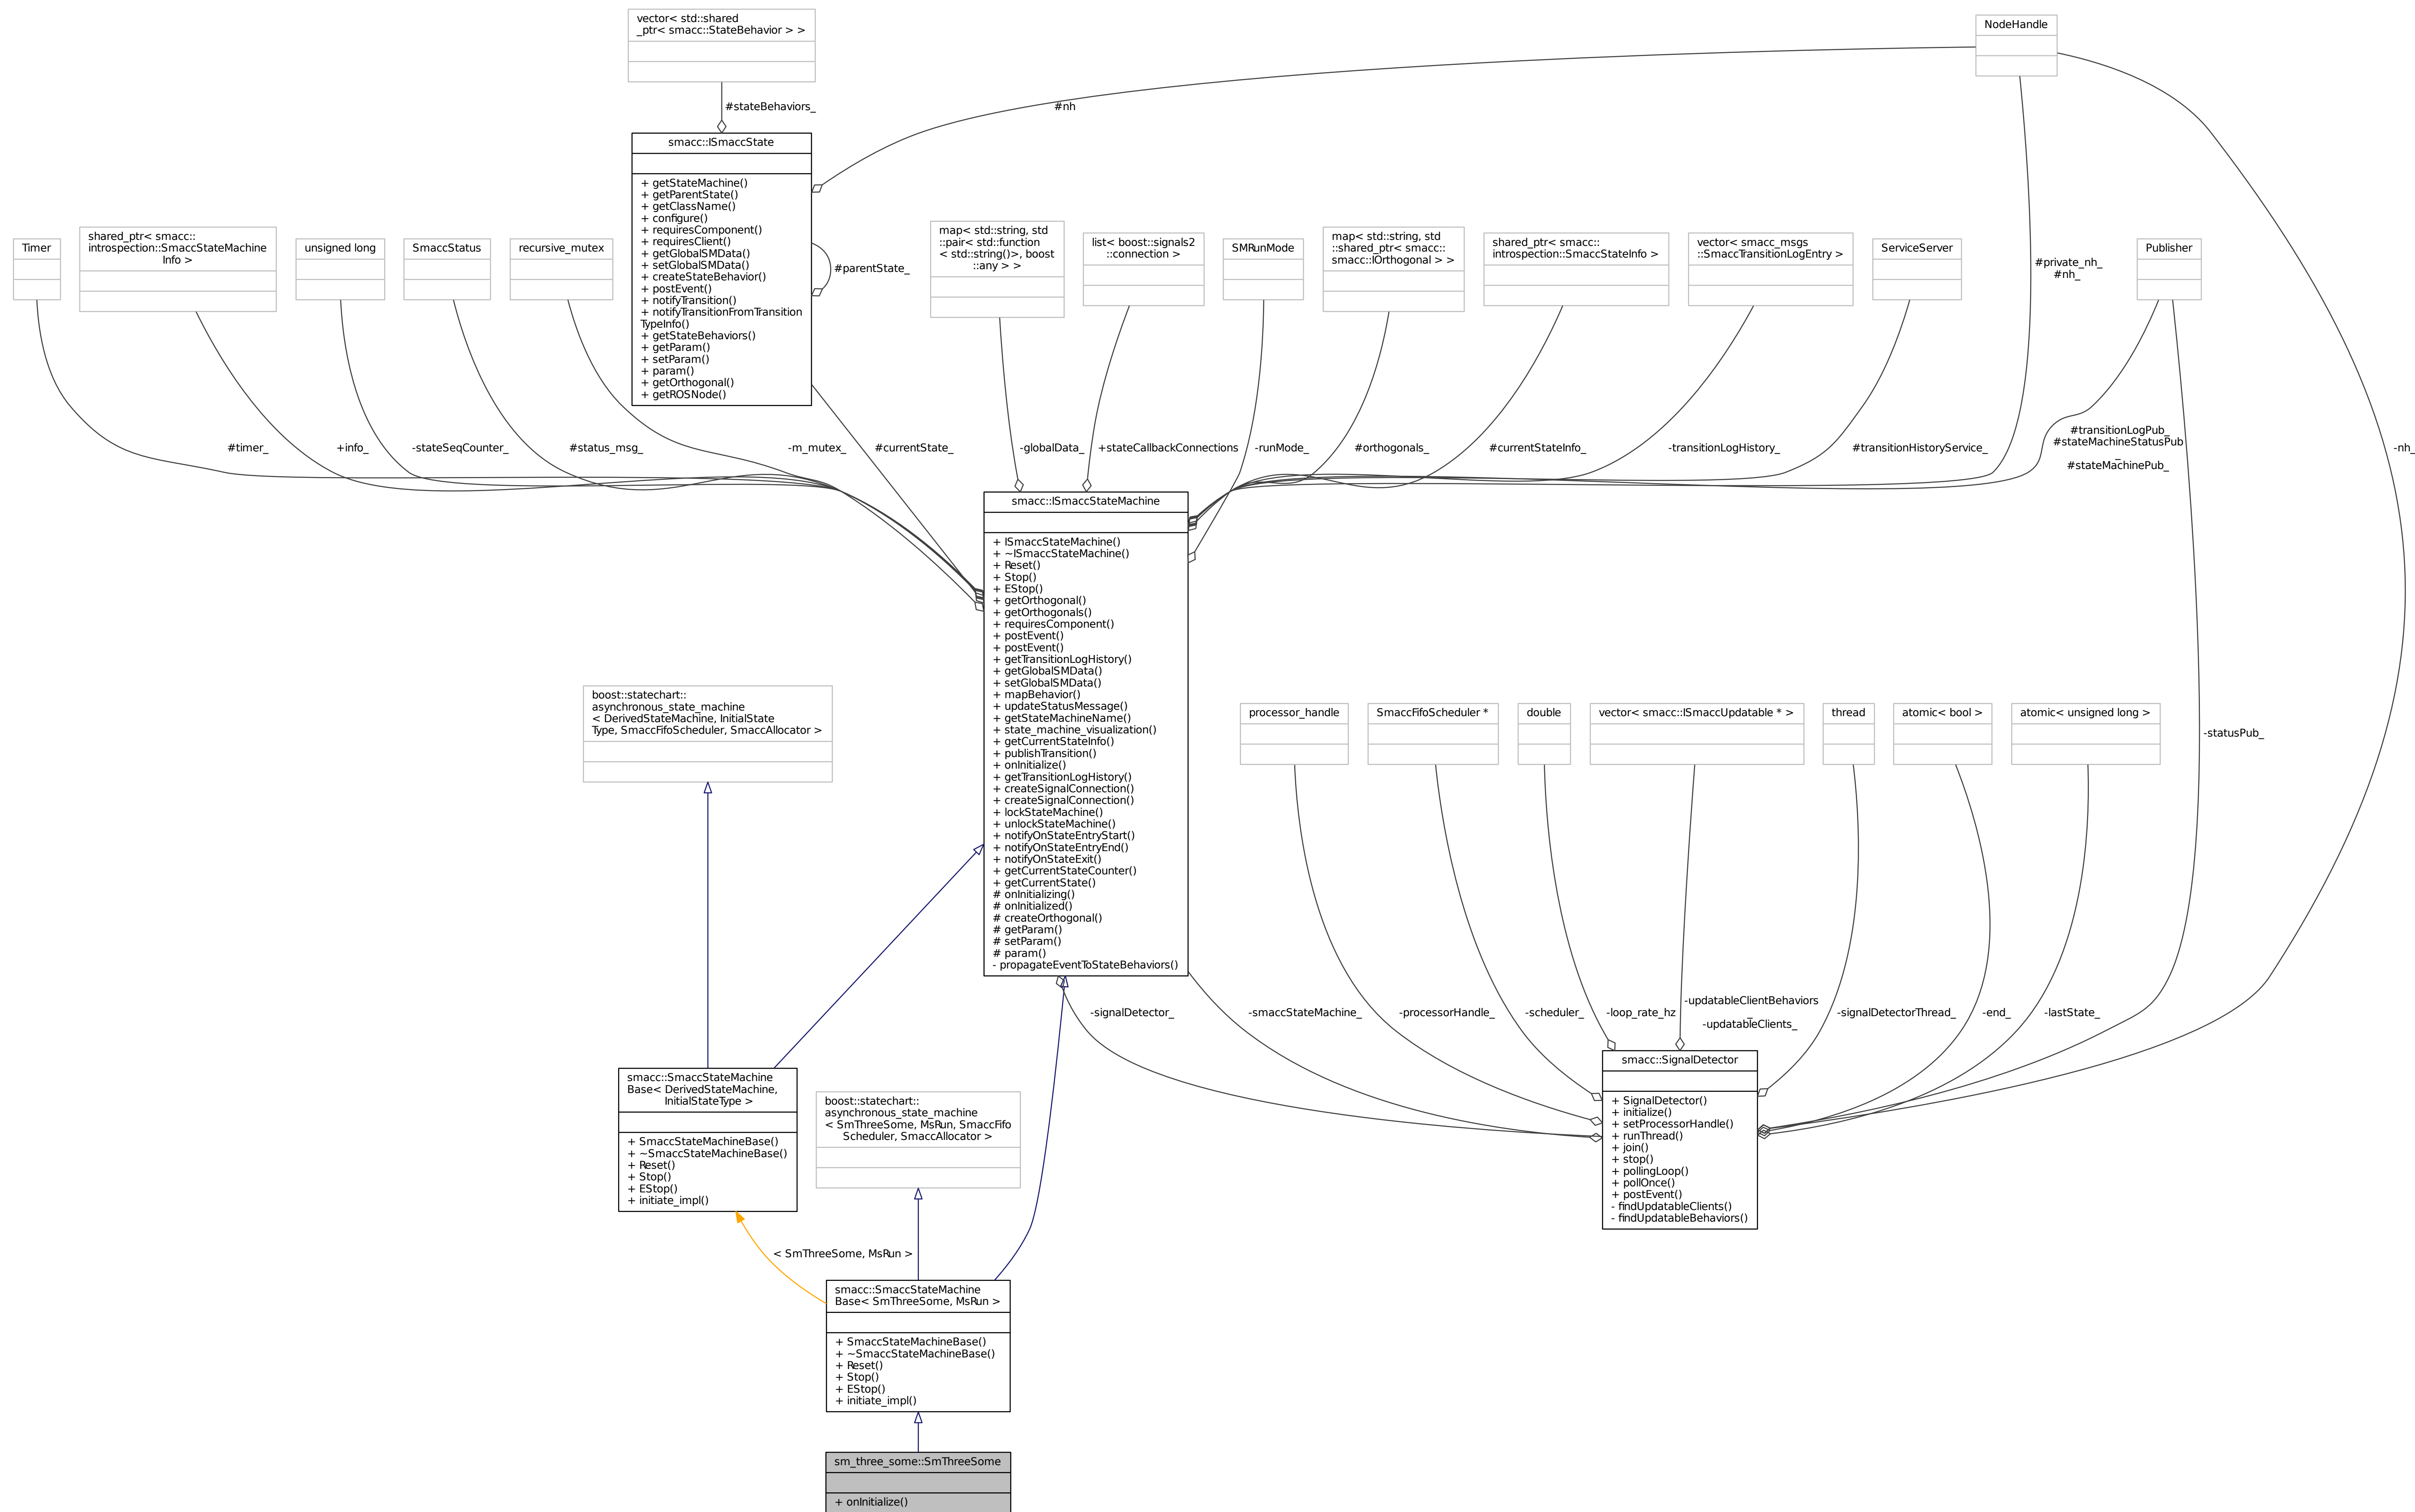 vector< std::shared
_ptr< smacc::StateBehavior > >
NodeHandle
#stateBehaviors_
#nh
smacc::ISmaccState
+ getStateMachine()
+ getParentState()
+ getClassName()
+ configure()
+ requiresComponent()
+ requiresClient()
+ getGlobalSMData()
+ setGlobalSMData()
+ createStateBehavior()
+ postEvent()
+ notifyTransition()
+ notifyTransitionFromTransition
TypeInfo()
+ getStateBehaviors()
+ getParam()
+ setParam()
+ param()
+ getOrthogonal()
+ getROSNode()
#parentState_
Timer
shared_ptr< smacc::
introspection::SmaccStateMachine
Info >
unsigned long
SmaccStatus
recursive_mutex
map< std::string, std
::pair< std::function
< std::string()>, boost
::any > >
list< boost::signals2
::connection >
SMRunMode
map< std::string, std
::shared_ptr< smacc::
smacc::IOrthogonal > >
shared_ptr< smacc::
introspection::SmaccStateInfo >
vector< smacc_msgs
::SmaccTransitionLogEntry >
ServiceServer
#private_nh_
#nh_
Publisher
#timer_
+info_
-stateSeqCounter_
#status_msg_
-m_mutex_
#currentState_
-globalData_
+stateCallbackConnections
-runMode_
#orthogonals_
#currentStateInfo_
-transitionLogHistory_
#transitionHistoryService_
#transitionLogPub_
#stateMachineStatusPub
_
#stateMachinePub_
-nh_
smacc::ISmaccStateMachine
+ ISmaccStateMachine()
+ ~ISmaccStateMachine()
+ Reset()
+ Stop()
+ EStop()
+ getOrthogonal()
+ getOrthogonals()
+ requiresComponent()
+ postEvent()
+ postEvent()
+ getTransitionLogHistory()
+ getGlobalSMData()
+ setGlobalSMData()
+ mapBehavior()
+ updateStatusMessage()
+ getStateMachineName()
+ state_machine_visualization()
+ getCurrentStateInfo()
+ publishTransition()
+ onInitialize()
+ getTransitionLogHistory()
+ createSignalConnection()
+ createSignalConnection()
+ lockStateMachine()
+ unlockStateMachine()
+ notifyOnStateEntryStart()
+ notifyOnStateEntryEnd()
+ notifyOnStateExit()
+ getCurrentStateCounter()
+ getCurrentState()
# onInitializing()
# onInitialized()
# createOrthogonal()
# getParam()
# setParam()
# param()
- propagateEventToStateBehaviors()
boost::statechart::
asynchronous_state_machine
< DerivedStateMachine, InitialState
Type, SmaccFifoScheduler, SmaccAllocator >
processor_handle
SmaccFifoScheduler *
double
vector< smacc::ISmaccUpdatable * >
thread
atomic< bool >
atomic< unsigned long >
-statusPub_
-signalDetector_
-smaccStateMachine_
-processorHandle_
-scheduler_
-loop_rate_hz
-updatableClientBehaviors
_
-updatableClients_
-signalDetectorThread_
-end_
-lastState_
smacc::SignalDetector
+ SignalDetector()
+ initialize()
+ setProcessorHandle()
+ runThread()
+ join()
+ stop()
+ pollingLoop()
+ pollOnce()
+ postEvent()
- findUpdatableClients()
- findUpdatableBehaviors()
smacc::SmaccStateMachine
Base< DerivedStateMachine,
InitialStateType >
+ SmaccStateMachineBase()
+ ~SmaccStateMachineBase()
+ Reset()
+ Stop()
+ EStop()
+ initiate_impl()
boost::statechart::
asynchronous_state_machine
< SmThreeSome, MsRun, SmaccFifo
Scheduler, SmaccAllocator >
< SmThreeSome, MsRun >
smacc::SmaccStateMachine
Base< SmThreeSome, MsRun >
+ SmaccStateMachineBase()
+ ~SmaccStateMachineBase()
+ Reset()
+ Stop()
+ EStop()
+ initiate_impl()
sm_three_some::SmThreeSome
+ onInitialize()